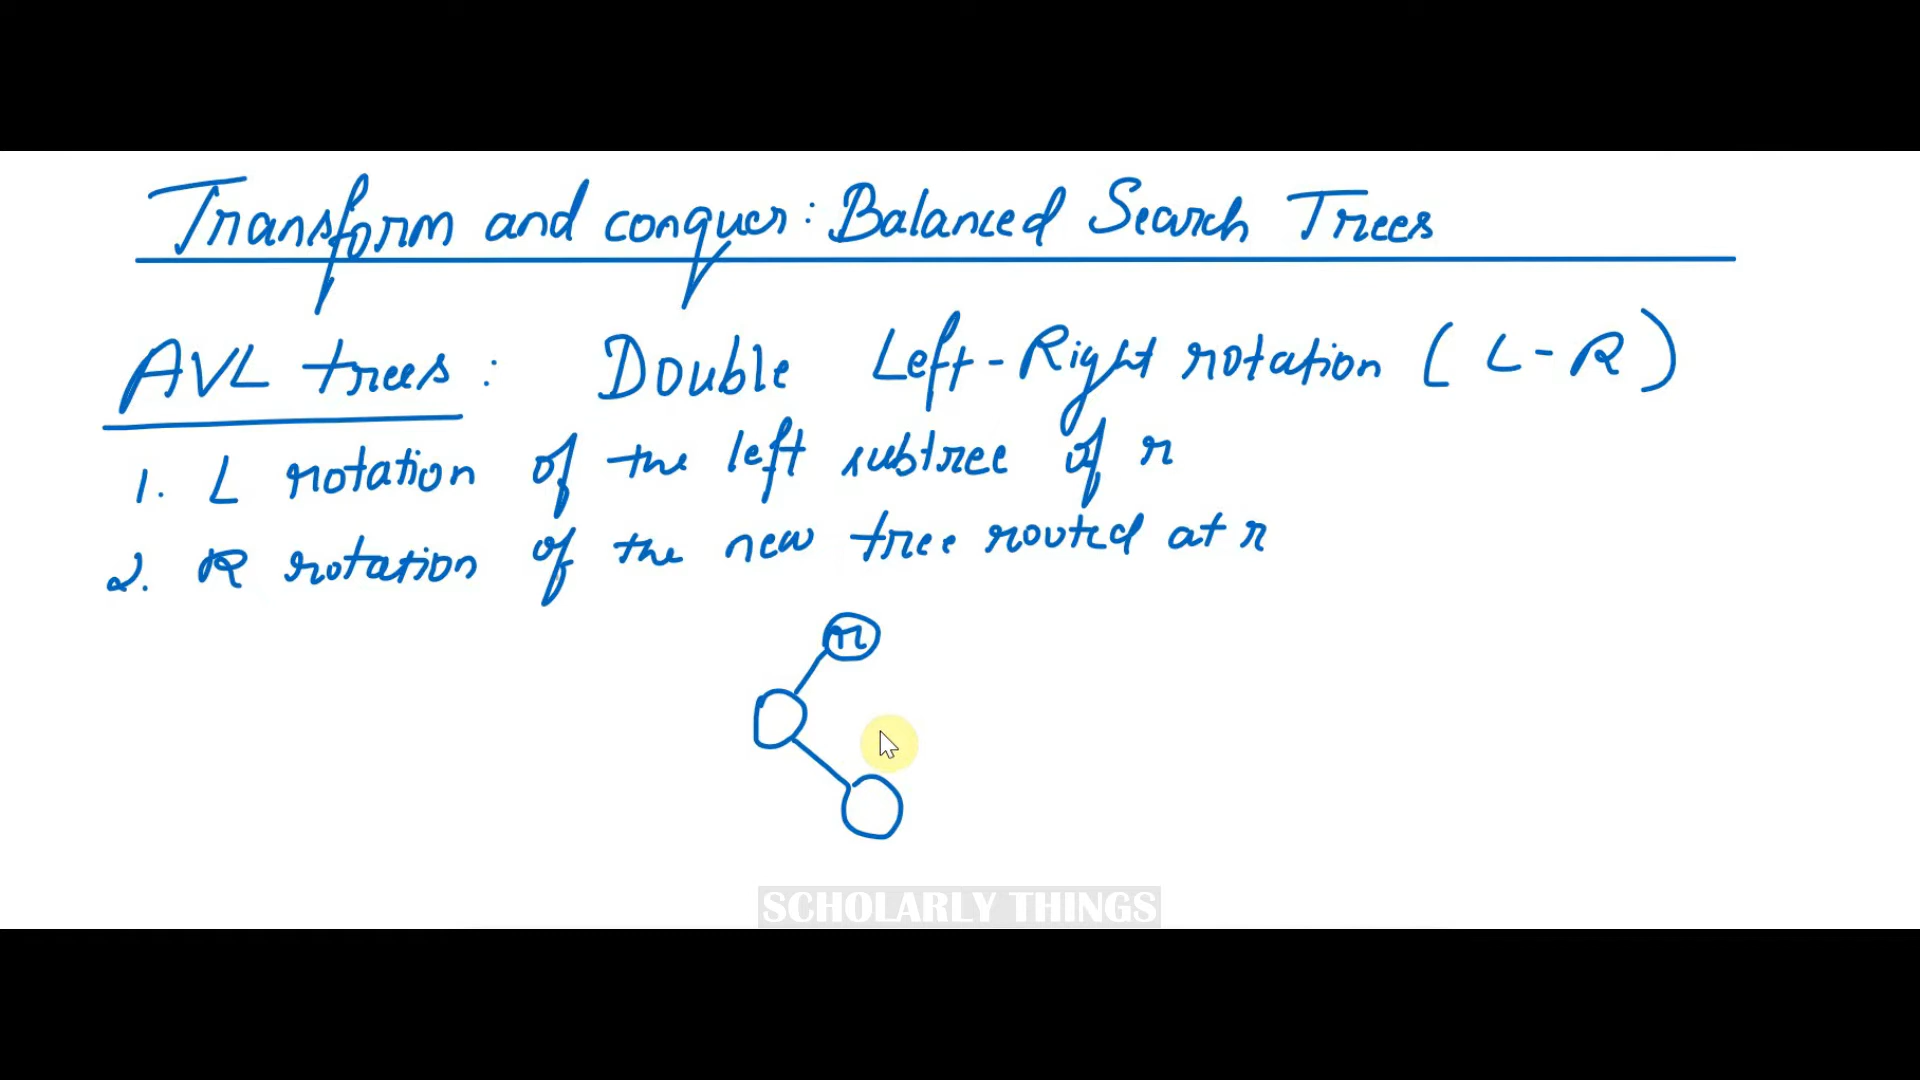 Transform and conquer: Balanced Search Trees
AVL trees: Double Left-Right rotation (L-R)
1. L rotation of the left subtree of r
2. R rotation of the new tree routed at r
r
SCHOLARLY THINGS